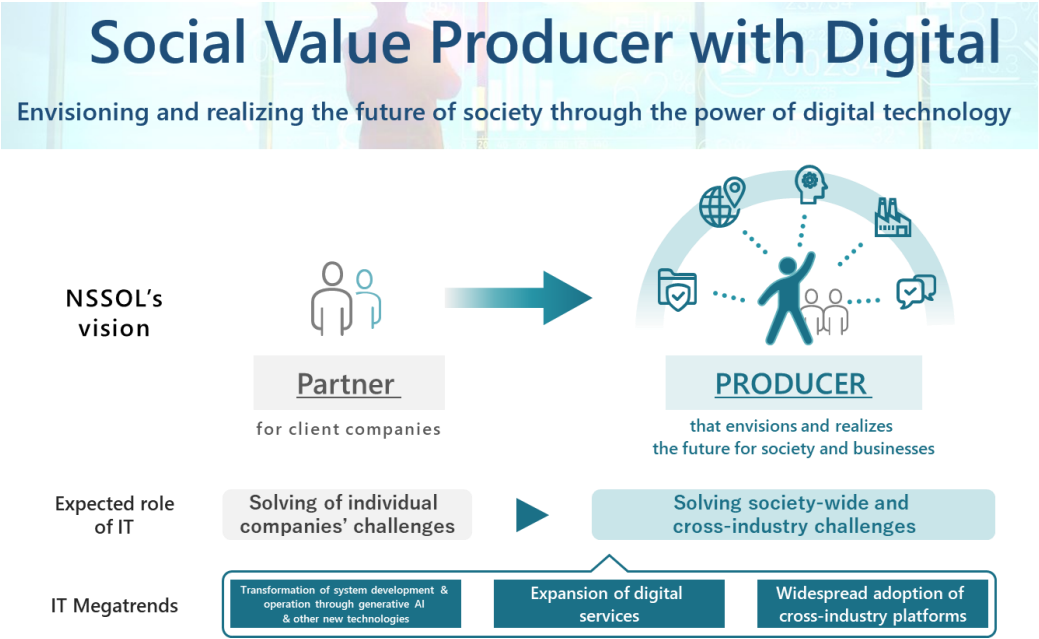 Social Value Producer with Digital
Envisioning and realizing the future of society through the power of digital technology
NSSOL's
vision
Partner
for client companies
PRODUCER
that envisions and realizes
the future for society and businesses
Expected role
of IT
Solving of individual
companies' challenges
Solving society-wide and
cross-industry challenges
IT Megatrends
Transformation of system development &
operation through generative AI
& other new technologies
Expansion of digital
services
Widespread adoption of
cross-industry platforms